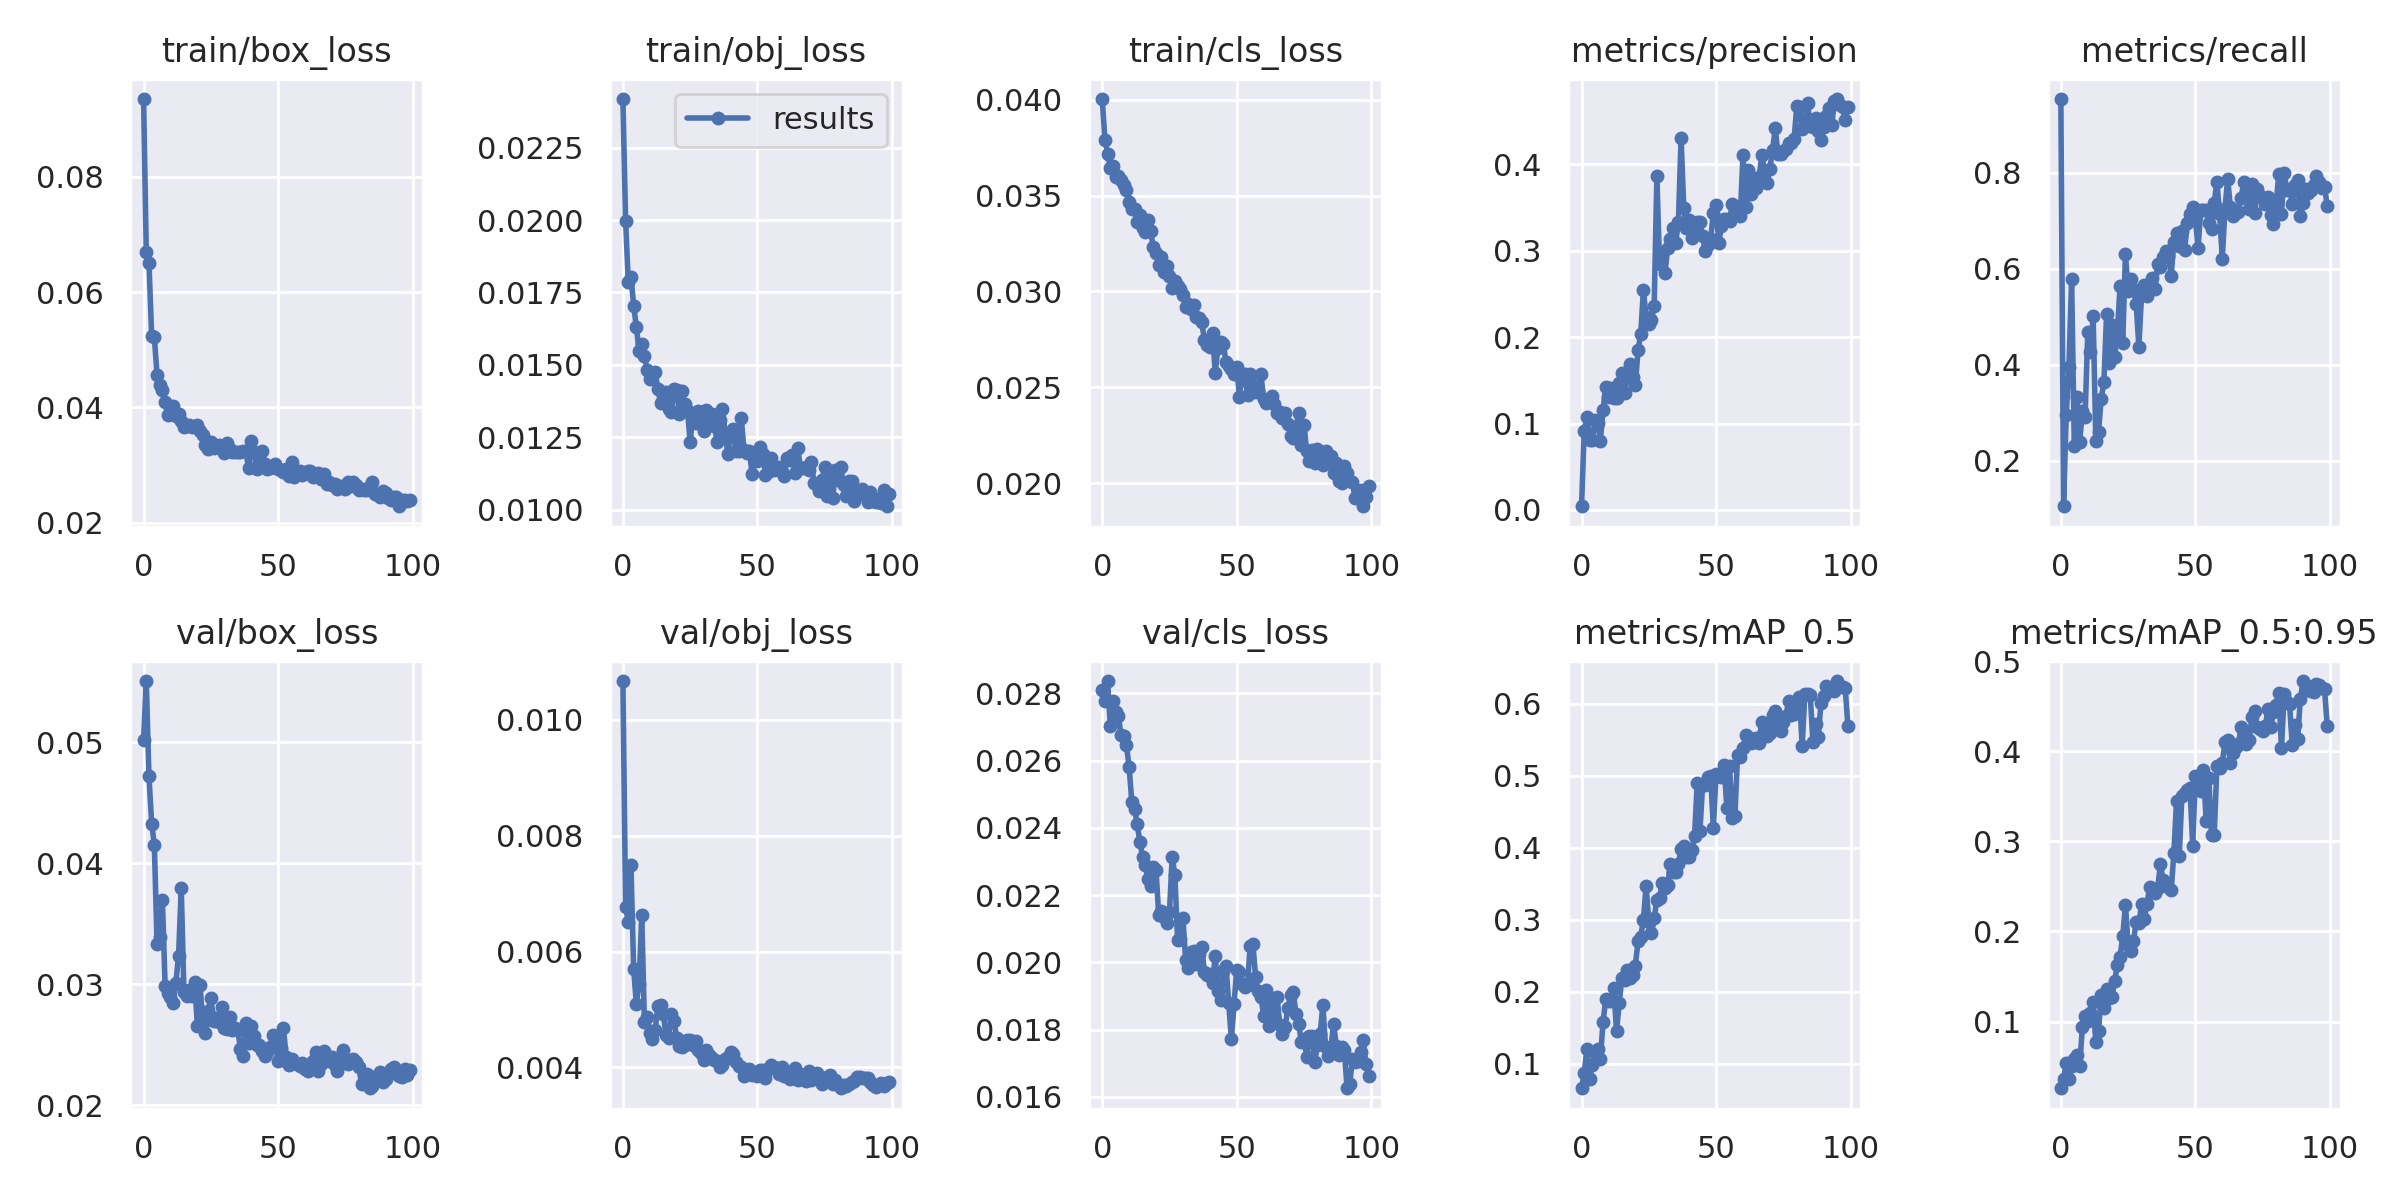 train/box_loss
0.08
0.06
0.04
0.02
0 50 100
train/obj_loss
results
0.0225
0.0200
0.0175
0.0150
0.0125
0.0100
0 50 100
train/cls_loss
0.040
0.035
0.030
0.025
0.020
0 50 100
metrics/precision
0.4
0.3
0.2
0.1
0.0
0 50 100
metrics/recall
0.8
0.6
0.4
0.2
0 50 100
val/box_loss
0.05
0.04
0.03
0.02
0 50 100
val/obj_loss
0.010
0.008
0.006
0.004
0 50 100
val/cls_loss
0.028
0.026
0.024
0.022
0.020
0.018
0.016
0 50 100
metrics/mAP_0.5
0.6
0.5
0.4
0.3
0.2
0.1
0 50 100
metrics/mAP_0.5:0.95
0.5
0.4
0.3
0.2
0.1
0 50 100